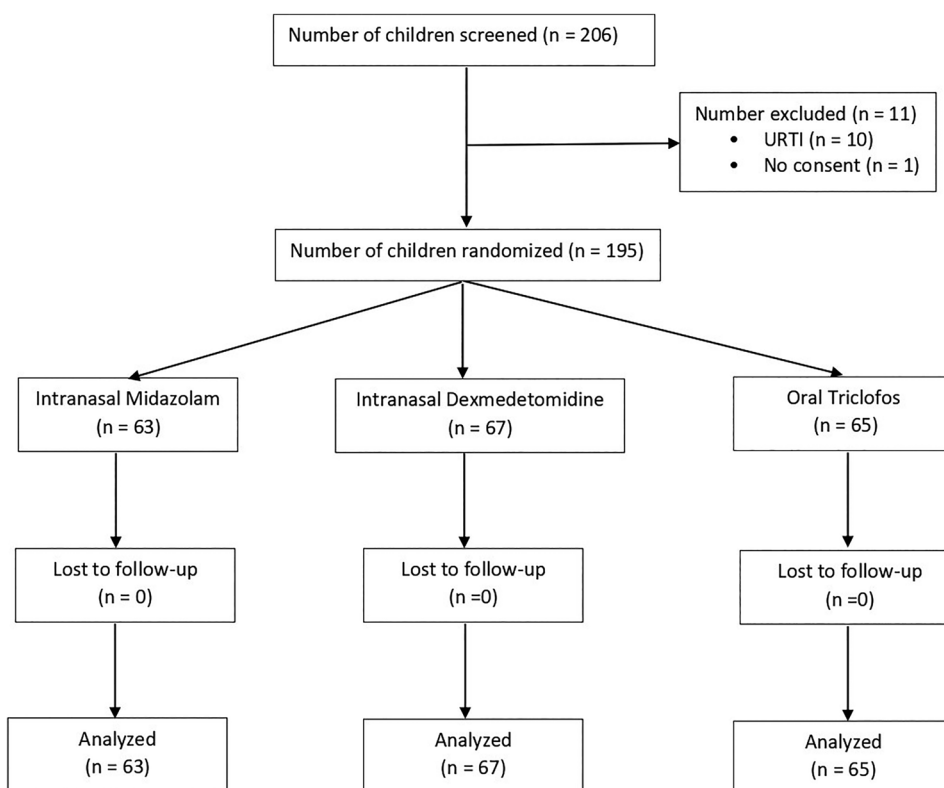 Number of children screened (n = 206)
Number excluded (n = 11)
• URTI (n = 10)
• No consent (n = 1)
Number of children randomized (n = 195)
Intranasal Midazolam
(n = 63)
Intranasal Dexmedetomidine
(n = 67)
Oral Triclofos
(n = 65)
Lost to follow-up
(n = 0)
Lost to follow-up
(n =0)
Lost to follow-up
(n =0)
Analyzed
(n = 63)
Analyzed
(n = 67)
Analyzed
(n = 65)